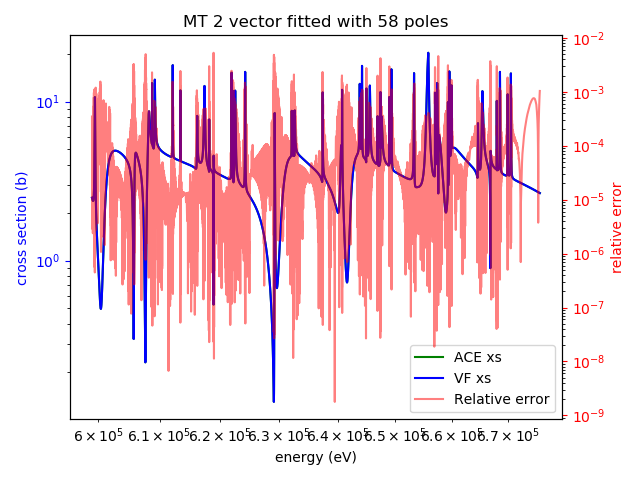 MT 2 vector fitted with 58 poles
cross section (b)
10¹
10⁰
relative error
10⁻²
10⁻³
10⁻⁴
10⁻⁵
10⁻⁶
10⁻⁷
10⁻⁸
10⁻⁹
ACE xs
VF xs
Relative error
6 × 10⁵ 6.1 × 10⁵ 6.2 × 10⁵ 6.3 × 10⁵ 6.4 × 10⁵ 6.5 × 10⁵ 6.6 × 10⁵ 6.7 × 10⁵
energy (eV)